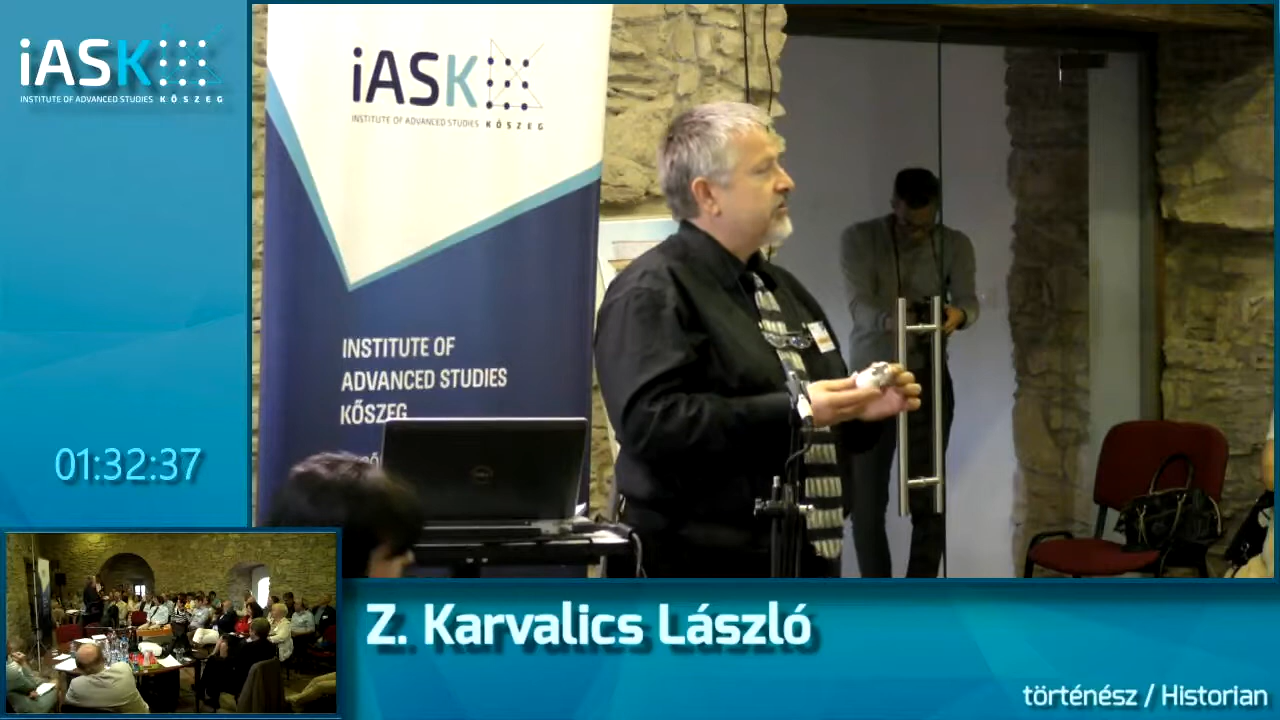 iASK
INSTITUTE OF ADVANCED STUDIES KŐSZEG
iASK
INSTITUTE OF ADVANCED STUDIES KŐSZEG
INSTITUTE OF
ADVANCED STUDIES
KŐSZEG
01:32:37
Z. Karvalics László
történész / Historian